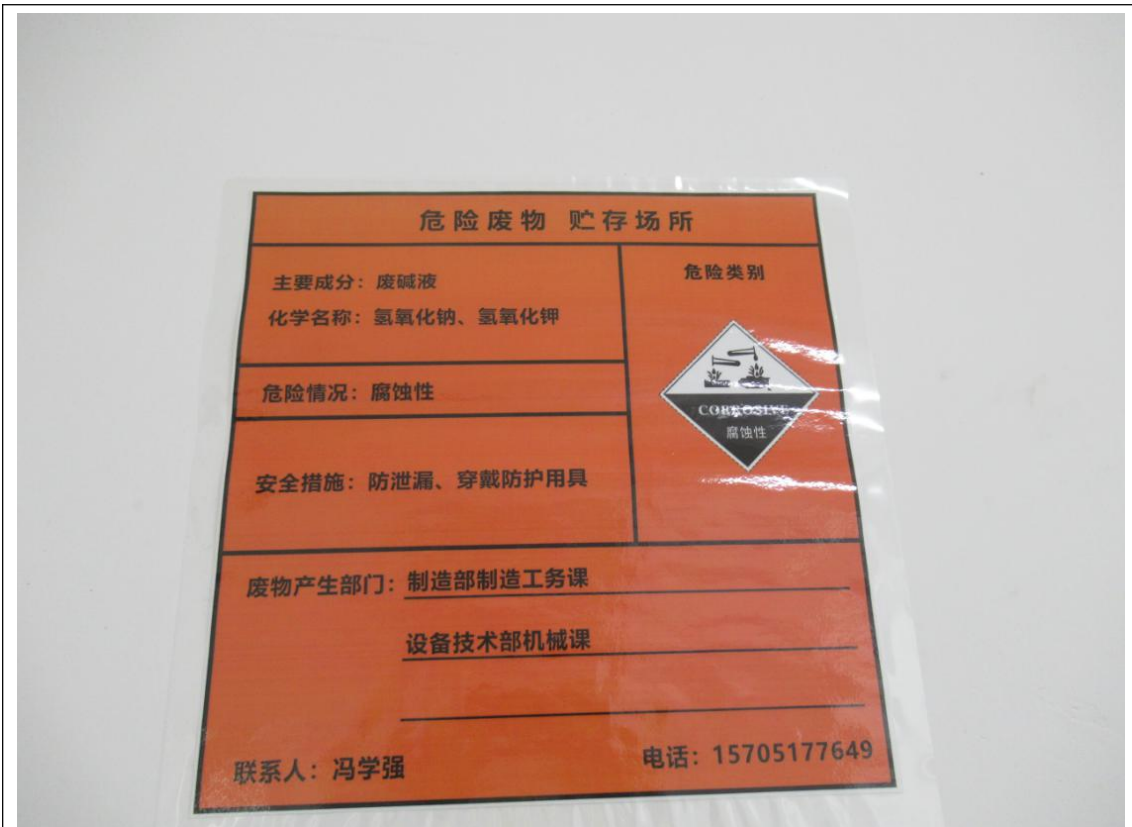 危险废物 贮存场所
主要成分：废碱液
化学名称：氢氧化钠、氢氧化钾
危险类别
CORROSIVE
腐蚀性
危险情况：腐蚀性
安全措施：防泄漏、穿戴防护用具
废物产生部门：制造部制造工务课
设备技术部机械课
联系人：冯学强
电话：15705177649